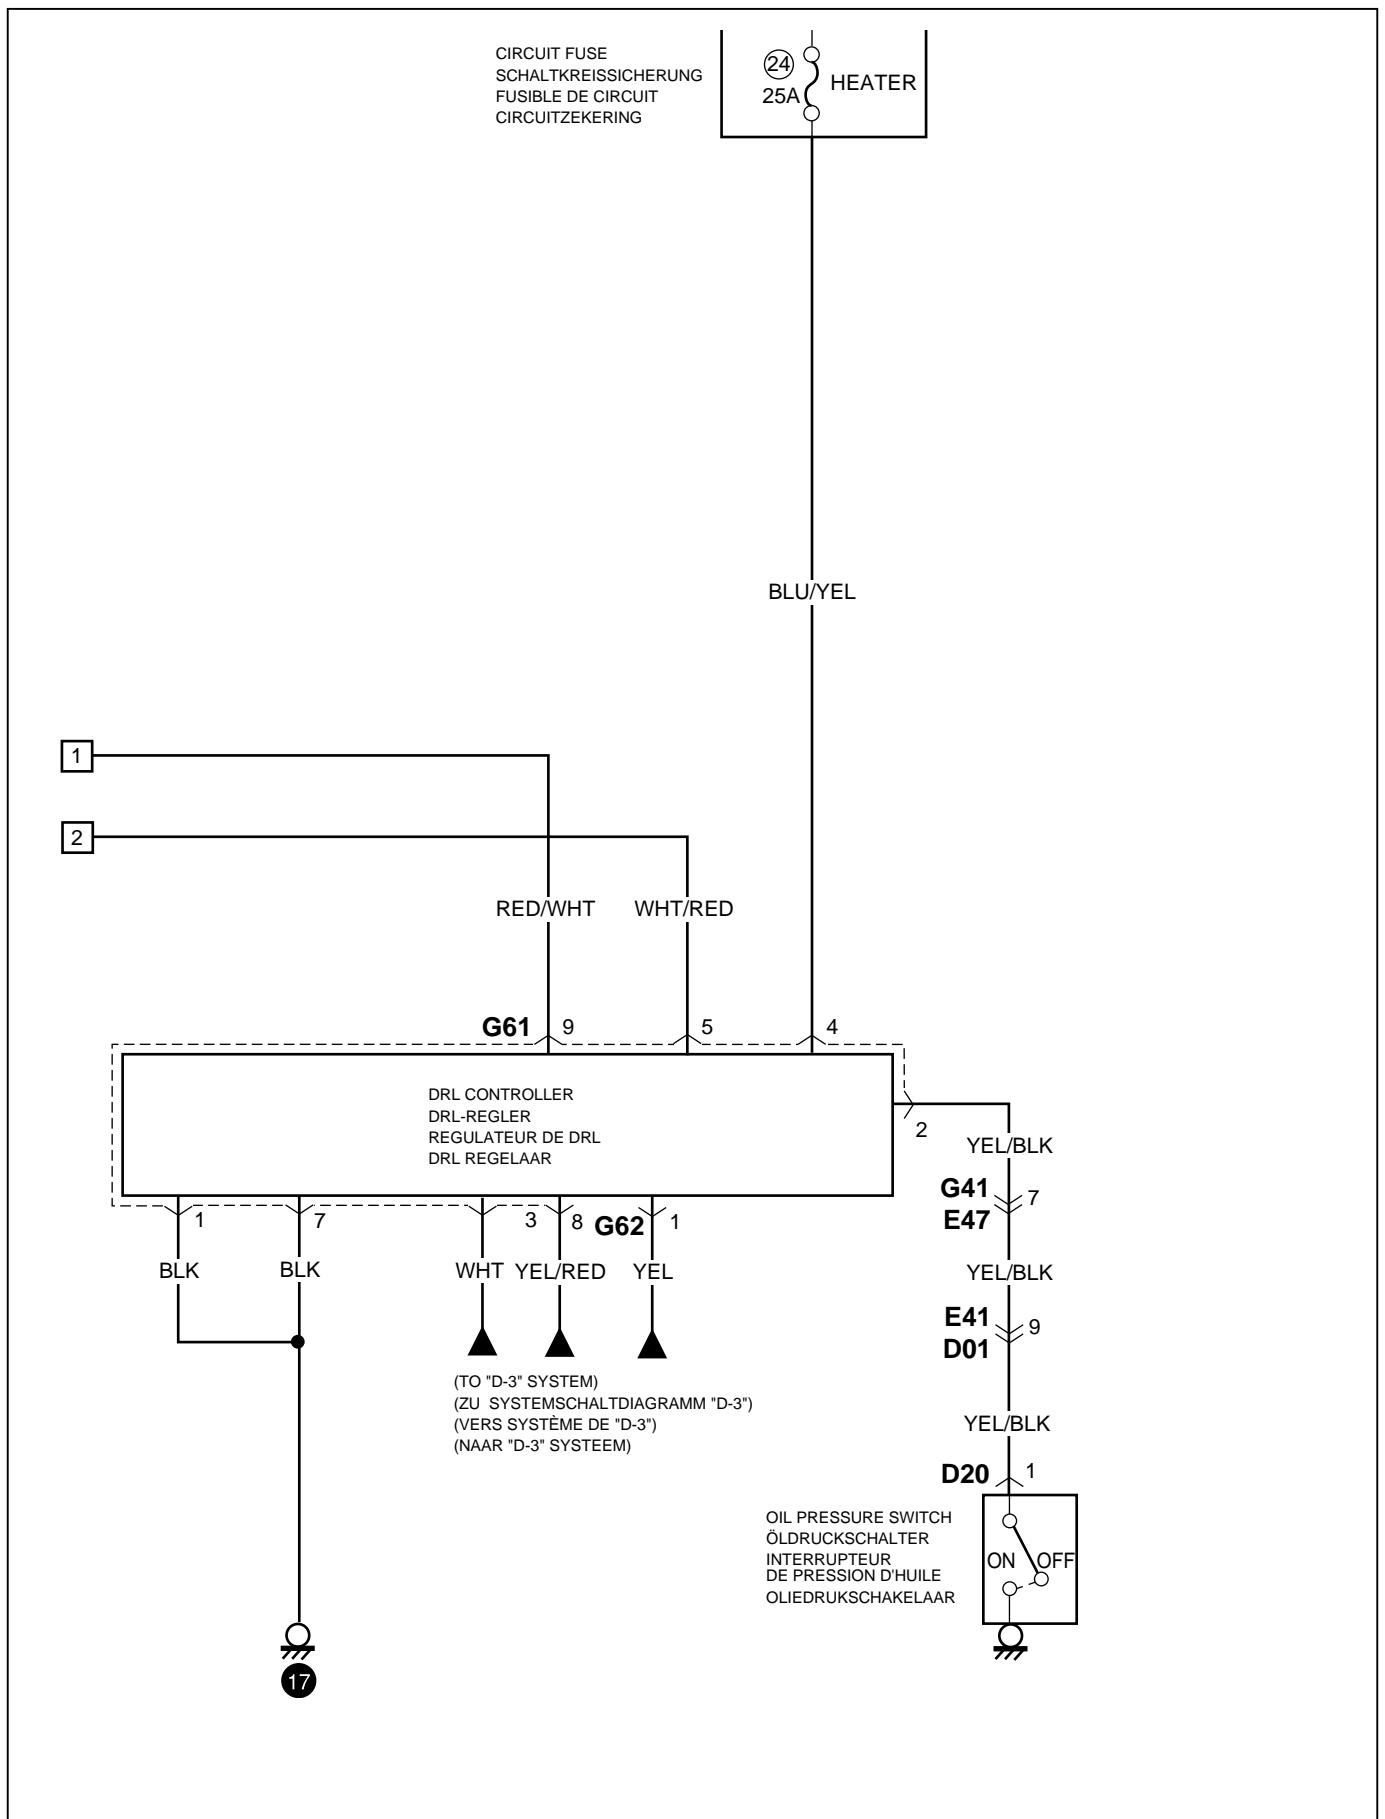 CIRCUIT FUSE
SCHALTKREISSICHERUNG
FUSIBLE DE CIRCUIT
CIRCUITZEKERING
24
25A
HEATER
BLU/YEL
1
2
RED/WHT
WHT/RED
G61
9
5
4
DRL CONTROLLER
DRL-REGLER
REGULATEUR DE DRL
DRL REGELAAR
2
YEL/BLK
G41
7
E47
1
7
3
8
G62
1
BLK
BLK
WHT
YEL/RED
YEL
YEL/BLK
E41
9
D01
(TO "D-3" SYSTEM)
(ZU SYSTEMSCHALTDIAGRAMM "D-3")
(VERS SYSTÈME DE "D-3")
(NAAR "D-3" SYSTEEM)
YEL/BLK
D20
1
OIL PRESSURE SWITCH
ÖLDRUCKSCHALTER
INTERRUPTEUR
DE PRESSION D'HUILE
OLIEDRUKSCHAKELAAR
ON
OFF
17